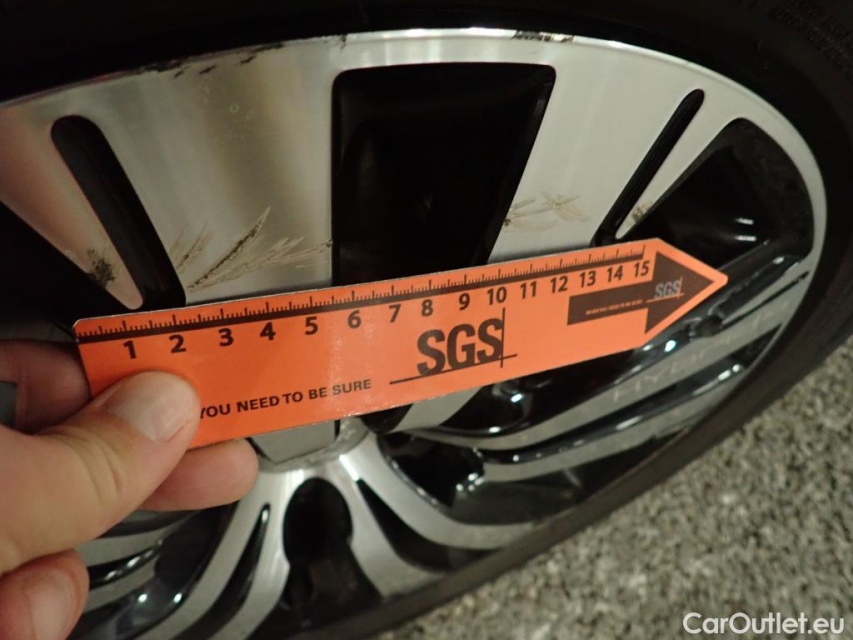 1 2 3 4 5 6 7 8 9 10 11 12 13 14 15
SGS
SGS
YOU NEED TO BE SURE
CarOutlet.eu